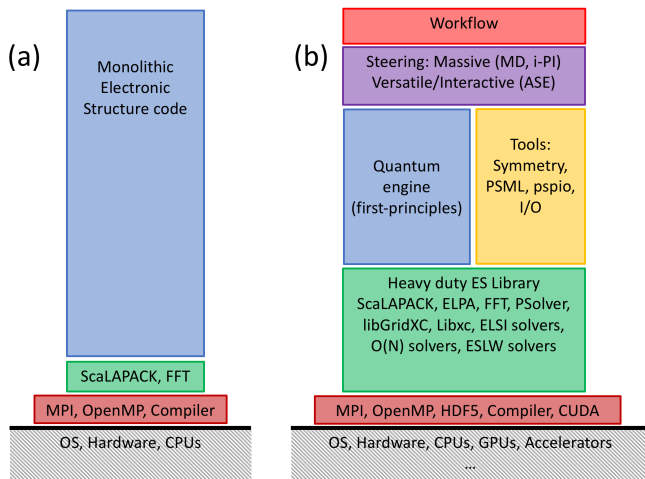 (a)
Monolithic
Electronic
Structure code
ScaLAPACK, FFT
MPI, OpenMP, Compiler
OS, Hardware, CPUs
(b)
Workflow
Steering: Massive (MD, i-PI)
Versatile/Interactive (ASE)
Quantum
engine
(first-principles)
Tools:
Symmetry,
PSML, pspio,
I/O
Heavy duty ES Library
ScaLAPACK, ELPA, FFT, PSolver,
libGridXC, Libxc, ELSI solvers,
O(N) solvers, ESLW solvers
MPI, OpenMP, HDF5, Compiler, CUDA
OS, Hardware, CPUs, GPUs, Accelerators
...